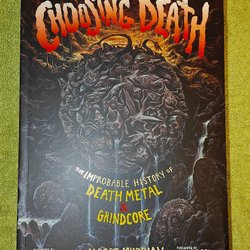 CHOOSING DEATH
THE IMPROBABLE HISTORY OF
DEATH METAL
& GRINDCORE